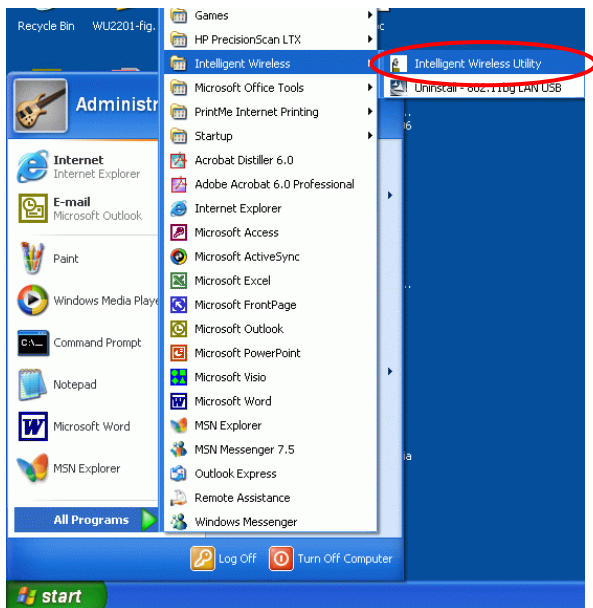 Recycle Bin
WU2201-fig.
Administr
Internet
Internet Explorer
E-mail
Microsoft Outlook
Paint
Windows Media Playe
C:\_
Command Prompt
Notepad
Microsoft Word
MSN Explorer
All Programs
Games
HP PrecisionScan LTX
Intelligent Wireless
Microsoft Office Tools
PrintMe Internet Printing
Startup
Acrobat Distiller 6.0
Adobe Acrobat 6.0 Professional
Internet Explorer
Microsoft Access
Microsoft ActiveSync
Microsoft Excel
Microsoft FrontPage
Microsoft Outlook
Microsoft PowerPoint
Microsoft Visio
Microsoft Word
MSN Explorer
MSN Messenger 7.5
Outlook Express
Remote Assistance
Windows Messenger
Intelligent Wireless Utility
Uninstall - 802.11bg LAN USB
Log Off
Turn Off Computer
start